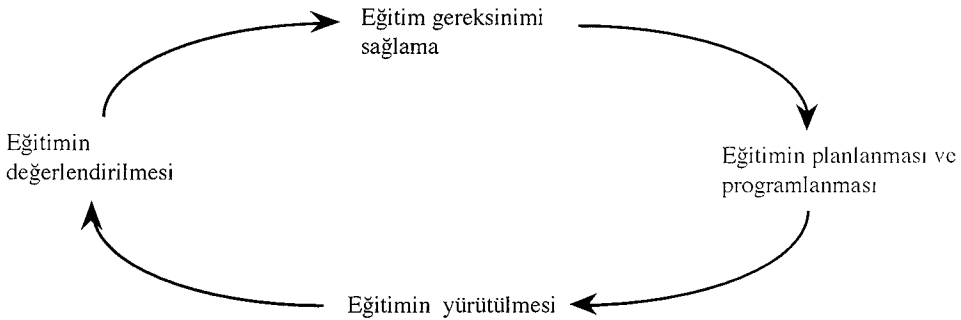 Eğitim gereksinimi
sağlama
Eğitimin planlanması ve
programlanması
Eğitimin yürütülmesi
Eğitimin
değerlendirilmesi